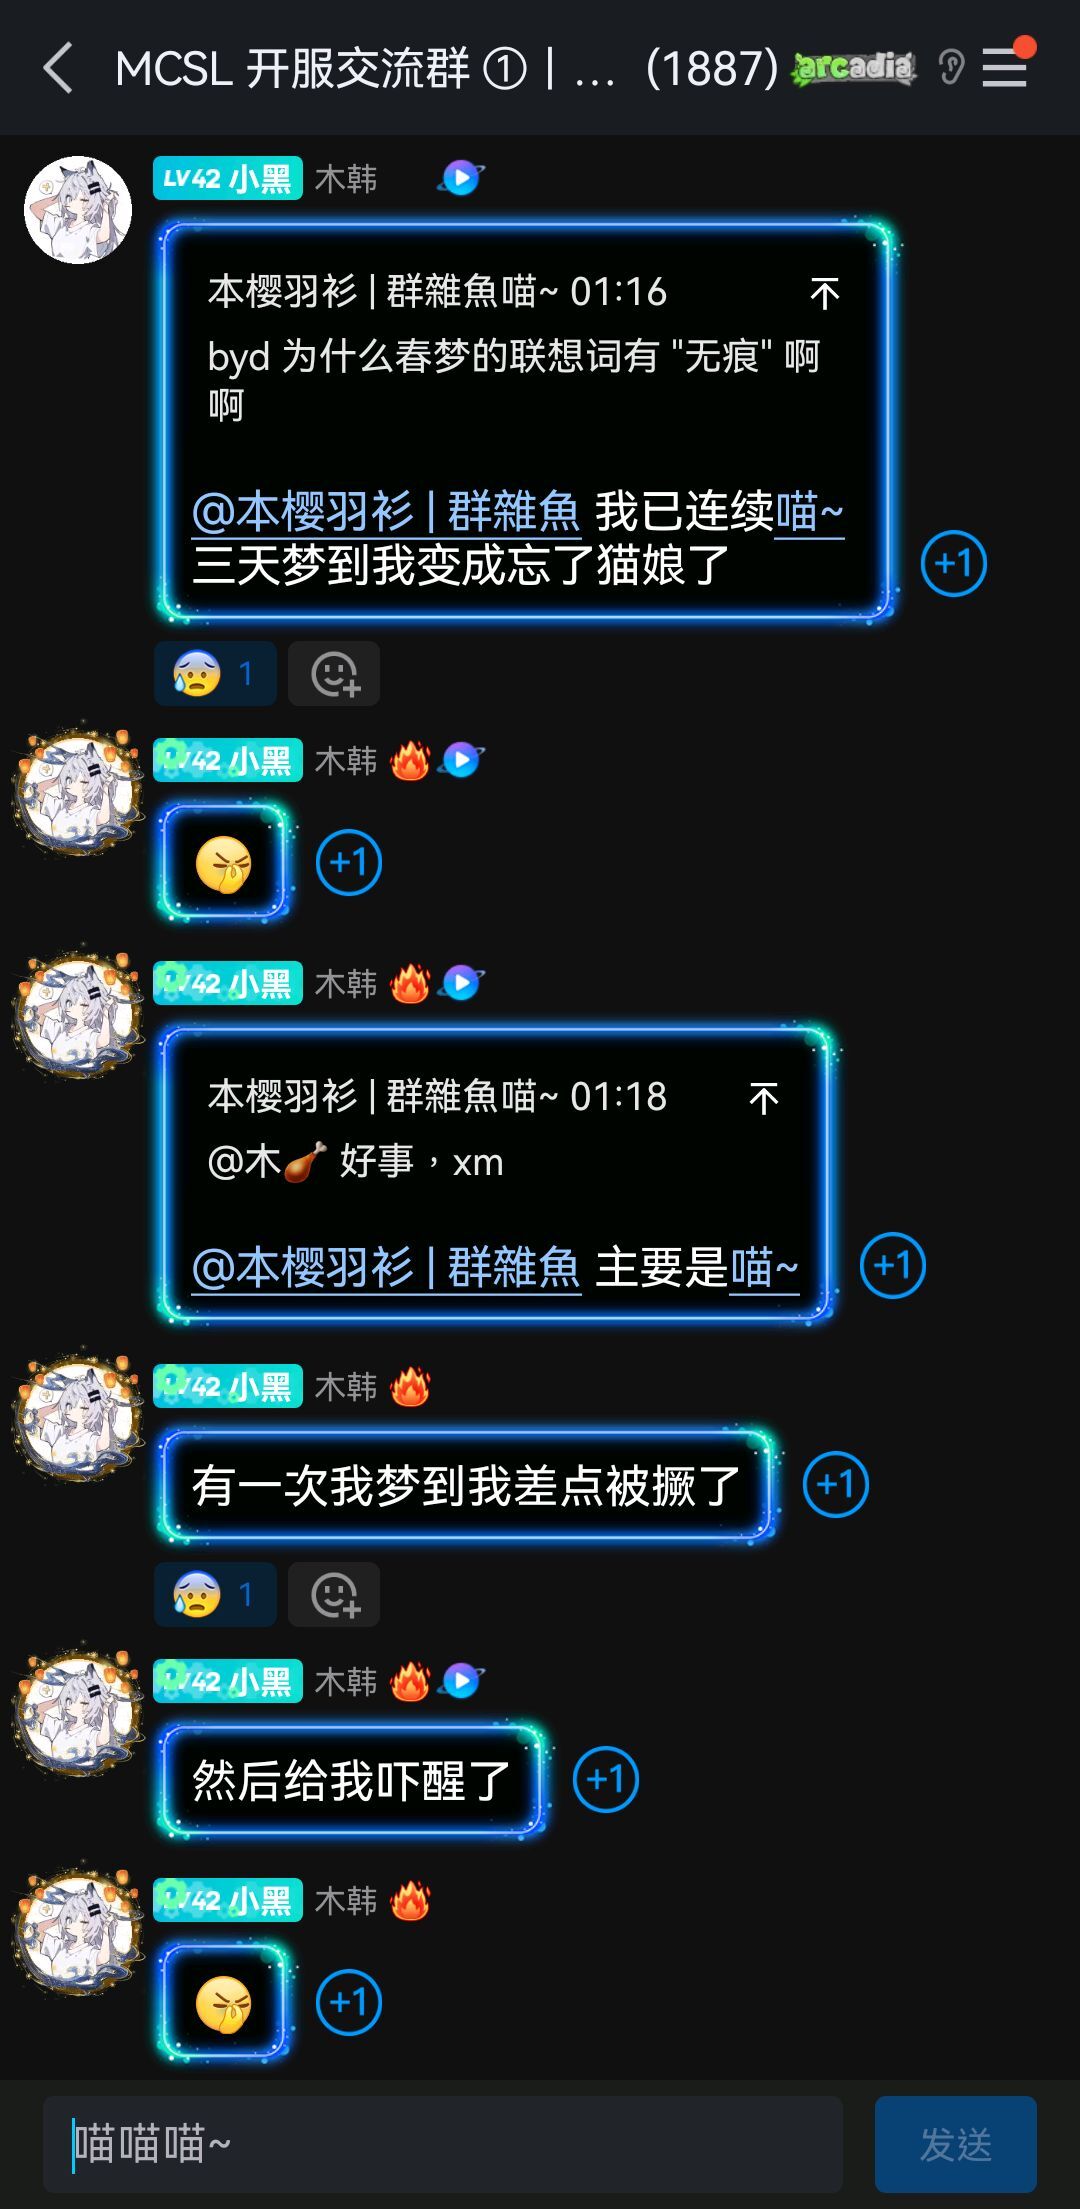 MCSL 开服交流群 ① | ... (1887) arcadia
LV42 小黑 木韩
本樱羽衫 | 群雜魚喵~ 01:16
byd 为什么春梦的联想词有 "无痕" 啊
啊
@本樱羽衫 | 群雜魚 我已连续喵~
三天梦到我变成忘了猫娘了
+1
1
LV42 小黑 木韩
+1
LV42 小黑 木韩
本樱羽衫 | 群雜魚喵~ 01:18
@木🍗 好事，xm
@本樱羽衫 | 群雜魚 主要是喵~
+1
LV42 小黑 木韩
有一次我梦到我差点被撅了
+1
1
LV42 小黑 木韩
然后给我吓醒了
+1
LV42 小黑 木韩
+1
喵喵喵~
发送